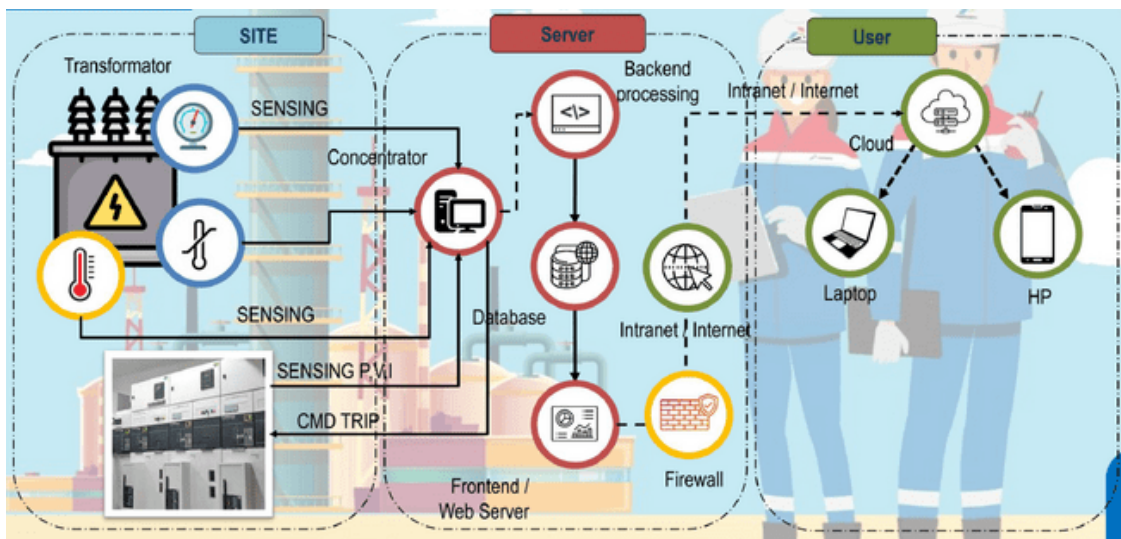 SITE
Server
User
Transformator
SENSING
Concentrator
Backend
processing
Intranet / Internet
Cloud
SENSING
Database
Intranet / Internet
Laptop
HP
SENSING P.V.I
CMD TRIP
Frontend /
Web Server
Firewall